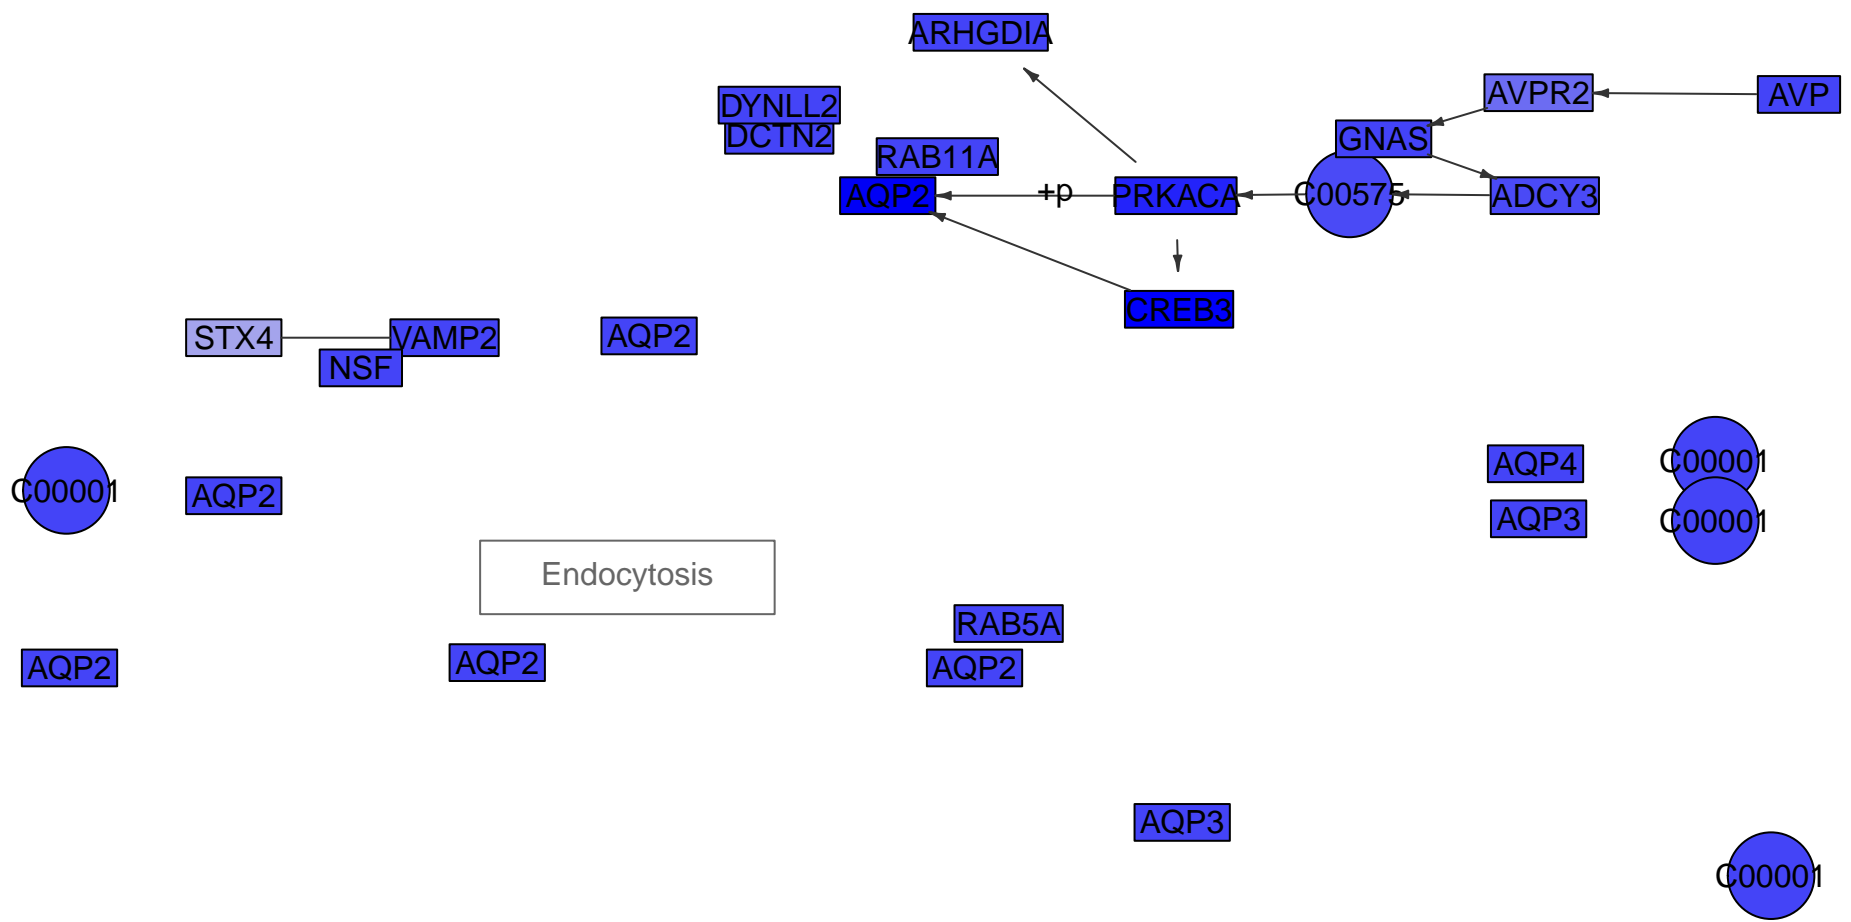 ARHGDIA
AVPR2
AVP
DYNLL2
DCTN2
GNAS
RAB11A
AQP2
+p
PRKACA
C00575
ADCY3
CREB3
STX4
VAMP2
AQP2
NSF
C00001
AQP4
C00001
AQP2
AQP3
C00001
Endocytosis
RAB5A
AQP2
AQP2
AQP2
AQP3
C00001